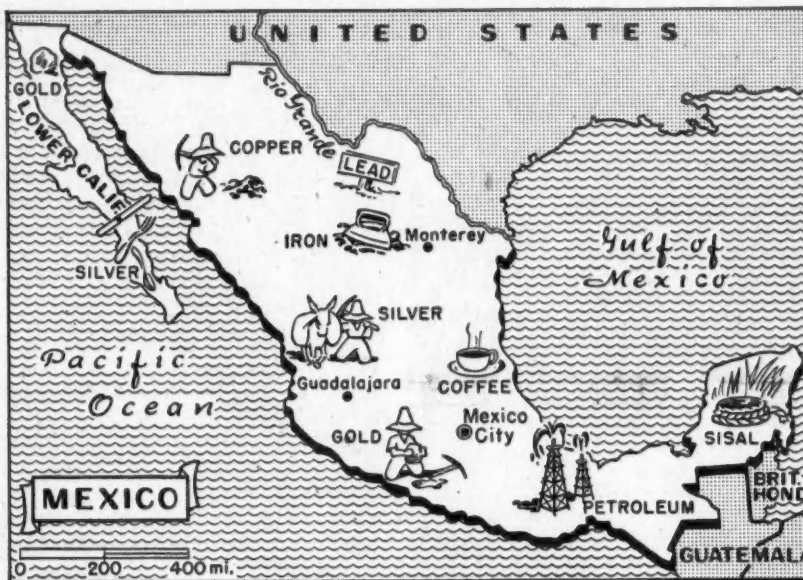 UNITED STATES
GOLD
LOWER CALIF
Rio Grande
COPPER
LEAD
IRON
Monterey
Gulf of
Mexico
SILVER
SILVER
Pacific
Ocean
Guadalajara
COFFEE
Mexico
City
GOLD
SISAL
MEXICO
PETROLEUM
BRIT.
HOND
GUATEMALA
0 200 400 mi.